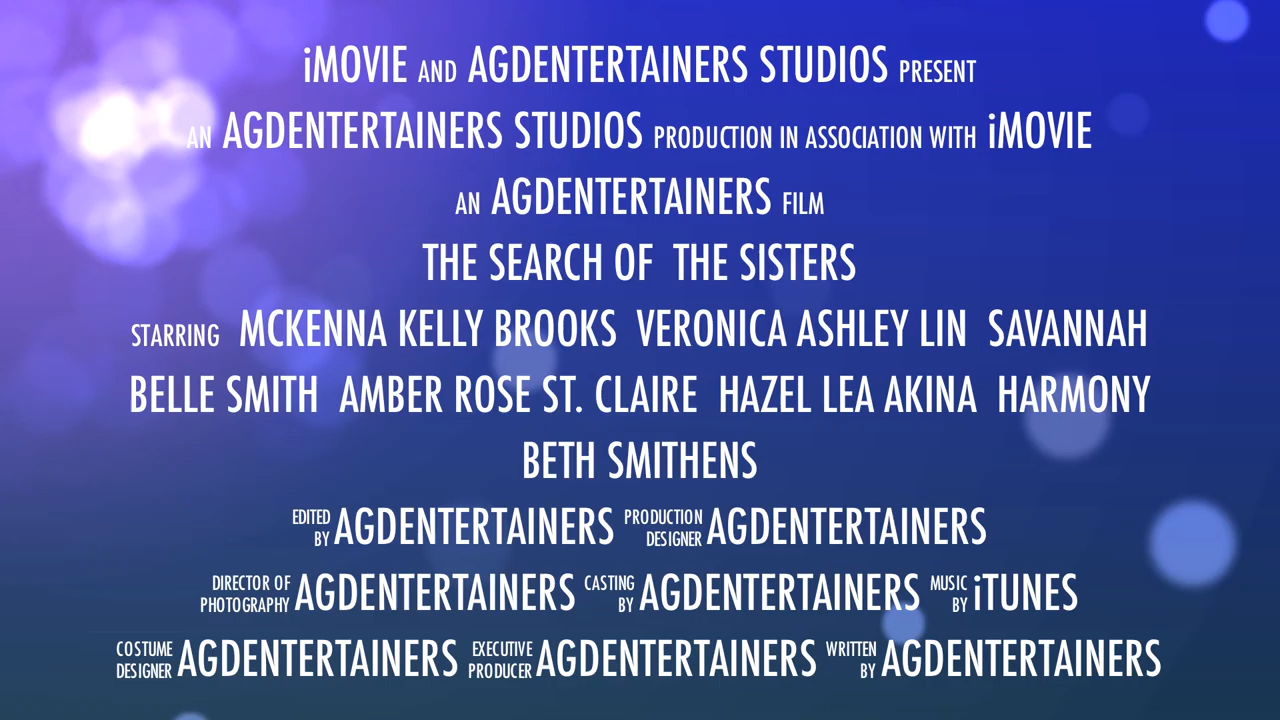 iMOVIE AND AGDENTERTAINERS STUDIOS PRESENT
AN AGDENTERTAINERS STUDIOS PRODUCTION IN ASSOCIATION WITH iMOVIE
AN AGDENTERTAINERS FILM
THE SEARCH OF THE SISTERS
STARRING MCKENNA KELLY BROOKS VERONICA ASHLEY LIN SAVANNAH
BELLE SMITH AMBER ROSE ST. CLAIRE HAZEL LEA AKINA HARMONY
BETH SMITHENS
EDITED BY AGDENTERTAINERS PRODUCTION DESIGNER AGDENTERTAINERS
DIRECTOR OF PHOTOGRAPHY AGDENTERTAINERS CASTING BY AGDENTERTAINERS MUSIC BY iTUNES
COSTUME DESIGNER AGDENTERTAINERS EXECUTIVE PRODUCER AGDENTERTAINERS WRITTEN BY AGDENTERTAINERS